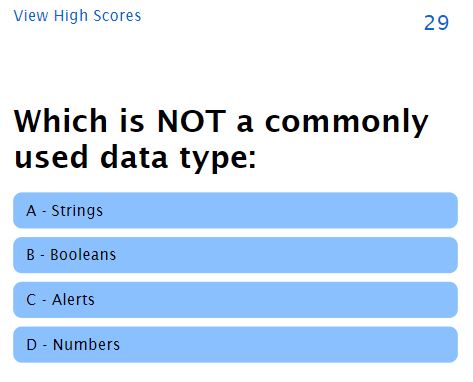 View High Scores
29
Which is NOT a commonly
used data type:
A - Strings
B - Booleans
C - Alerts
D - Numbers